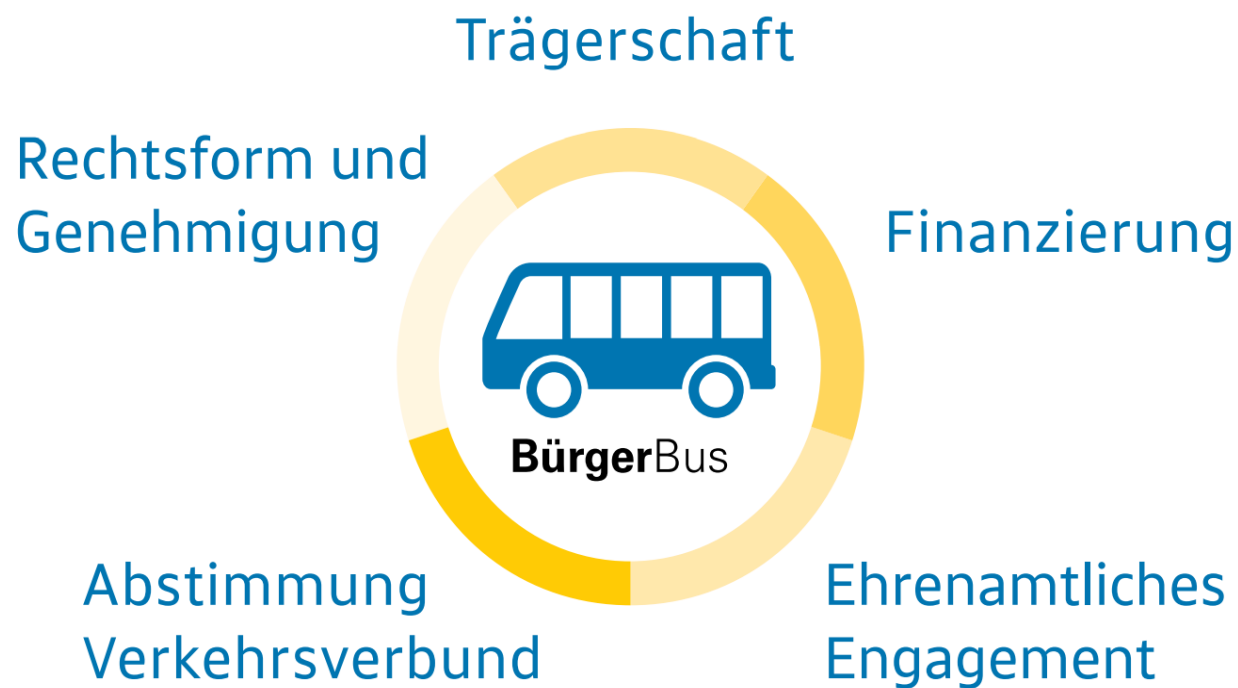 Trägerschaft
Rechtsform und
Genehmigung
Finanzierung
BürgerBus
Abstimmung
Verkehrsverbund
Ehrenamtliches
Engagement